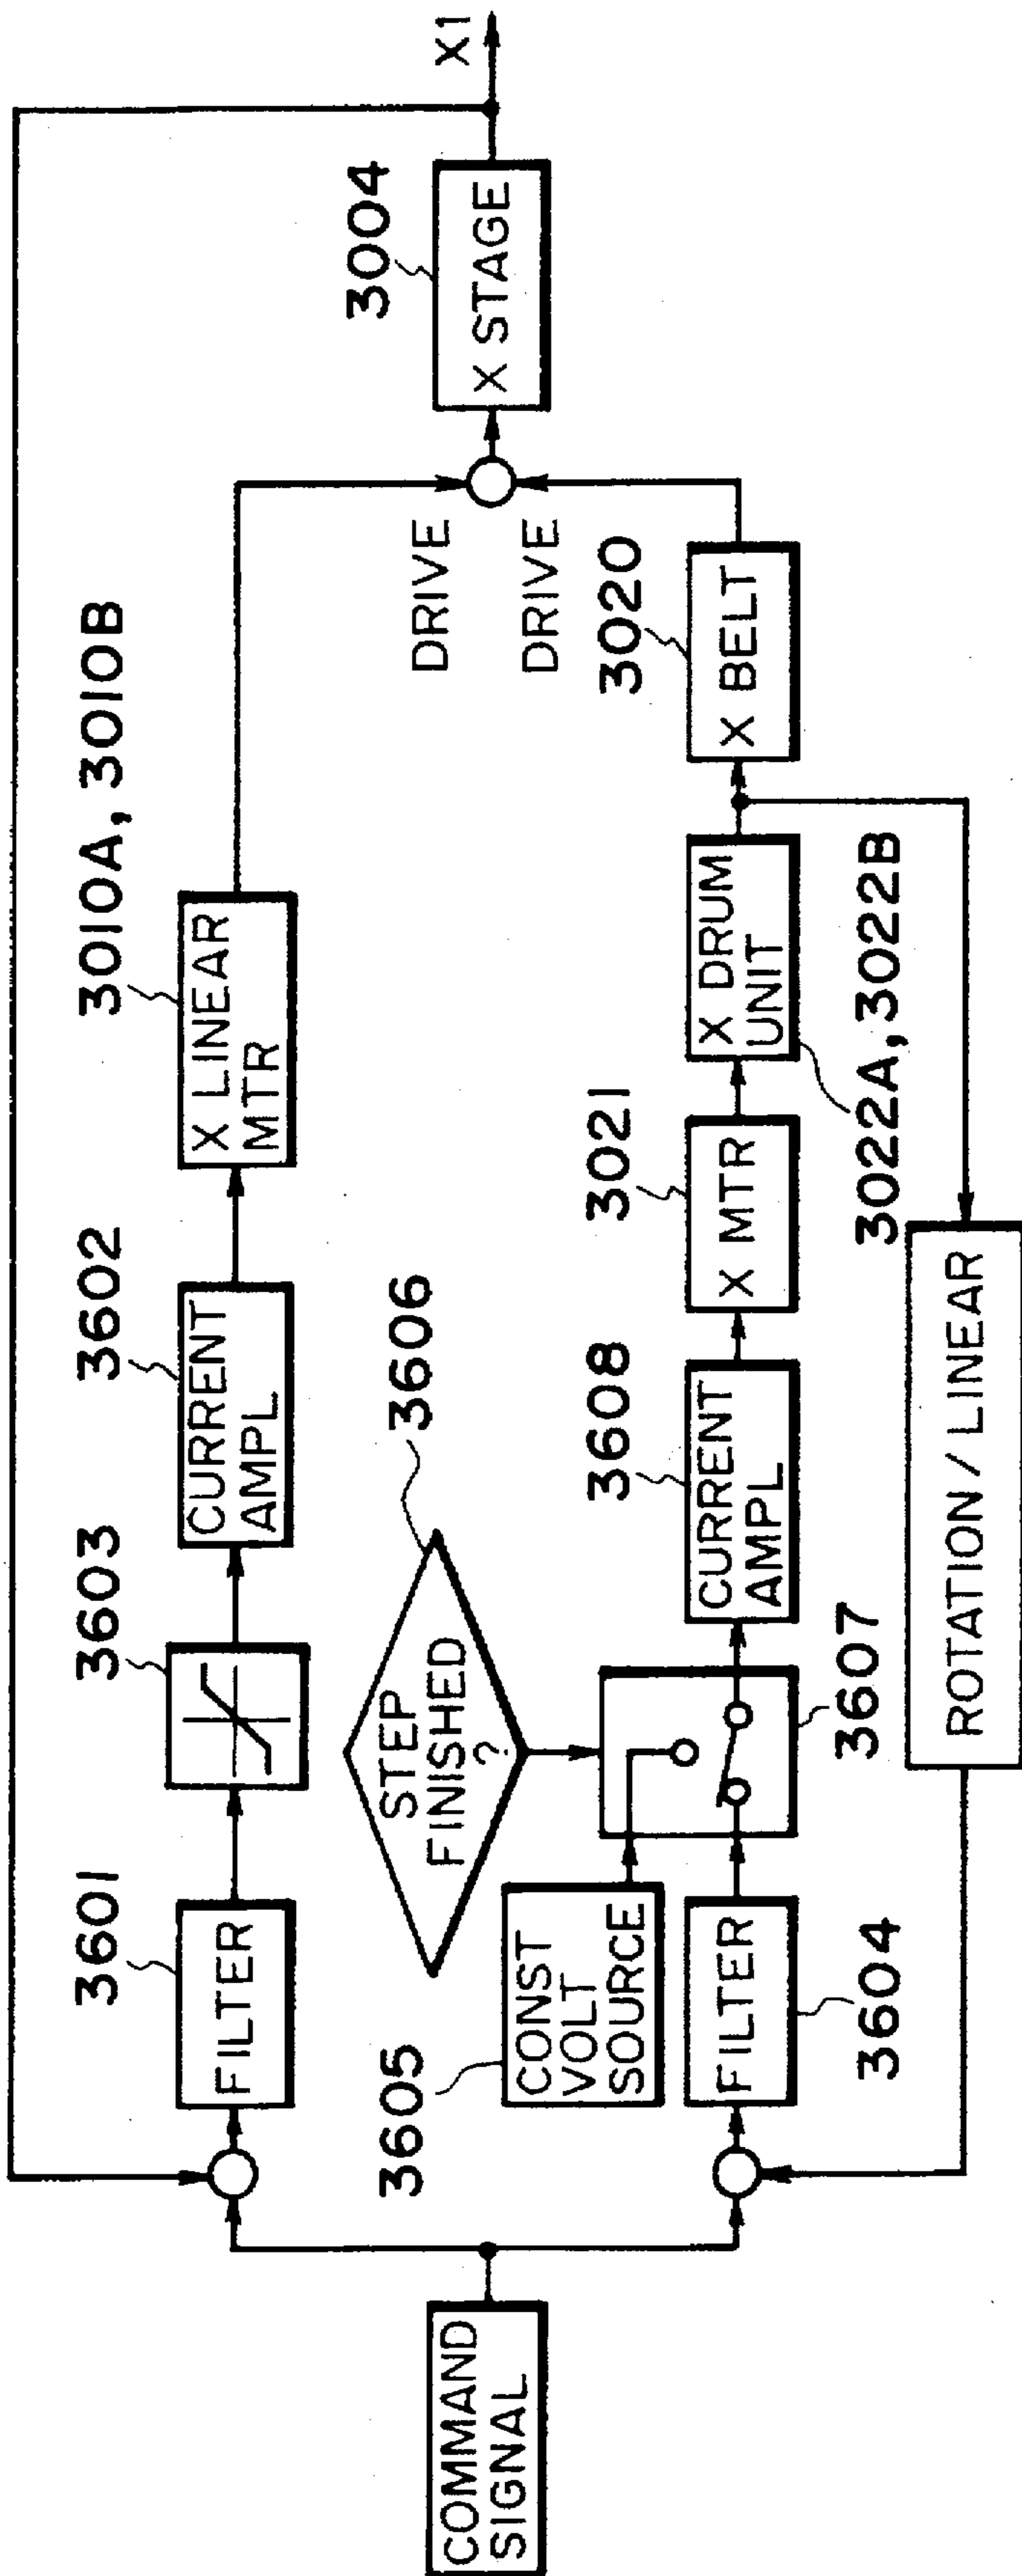 COMMAND
SIGNAL
3601
FILTER
3603
3602
CURRENT
AMPL
3010A, 3010B
X LINEAR
MTR
DRIVE
DRIVE
3004
X STAGE
X1
STEP
FINISHED
?
3606
3605
CONST
VOLT
SOURCE
FILTER
3604
3607
3608
CURRENT
AMPL
3021
X MTR
X DRUM
UNIT
3022A, 3022B
3020
X BELT
ROTATION / LINEAR